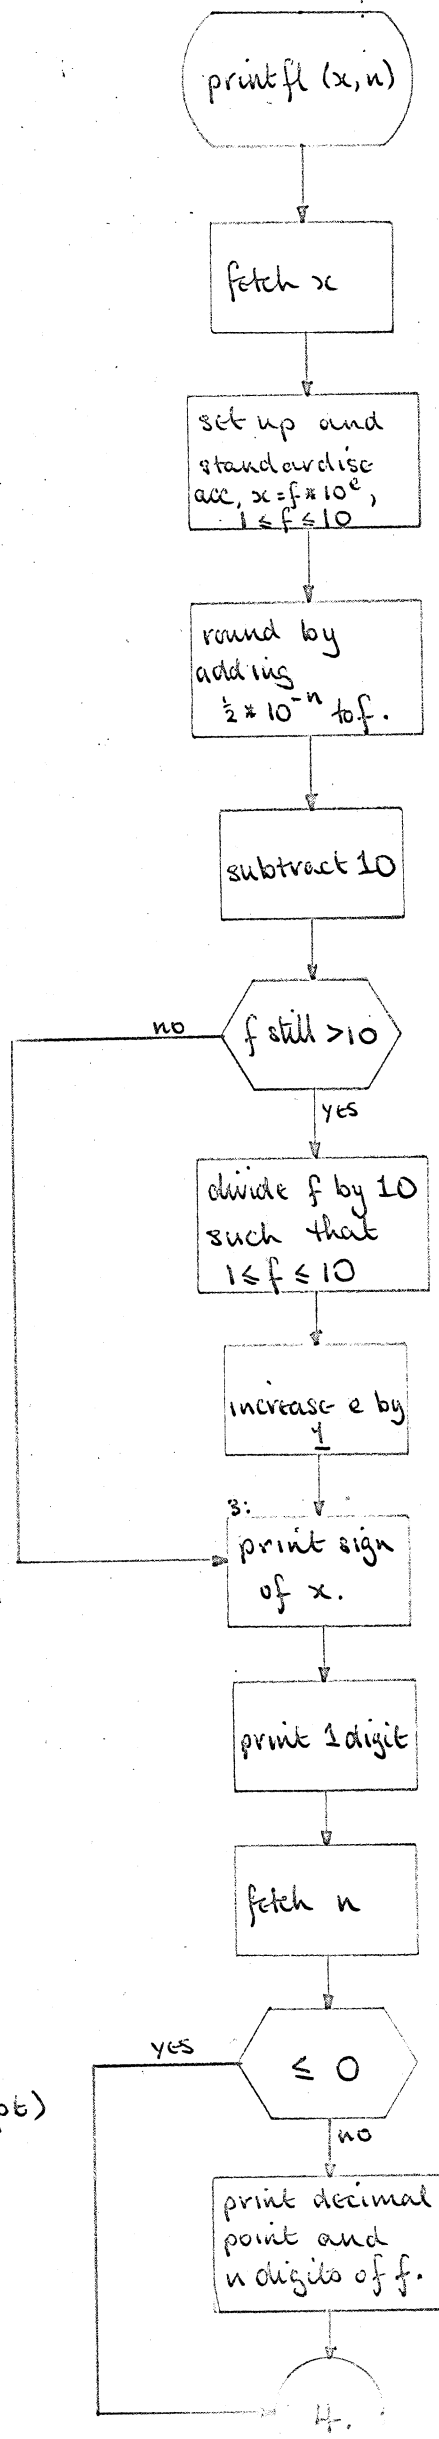 printfl (x,n)
fetch x
set up and
standardise
acc, x=f*10^e,
1 ≤ f ≤ 10
round by
adding
½ * 10^-n to f.
subtract 10
f still >10
no
yes
divide f by 10
such that
1 ≤ f ≤ 10
increase e by
1
3:
print sign
of x.
print 1 digit
fetch n
≤ 0
yes
pt)
no
print decimal
point and
n digits of f.
4.